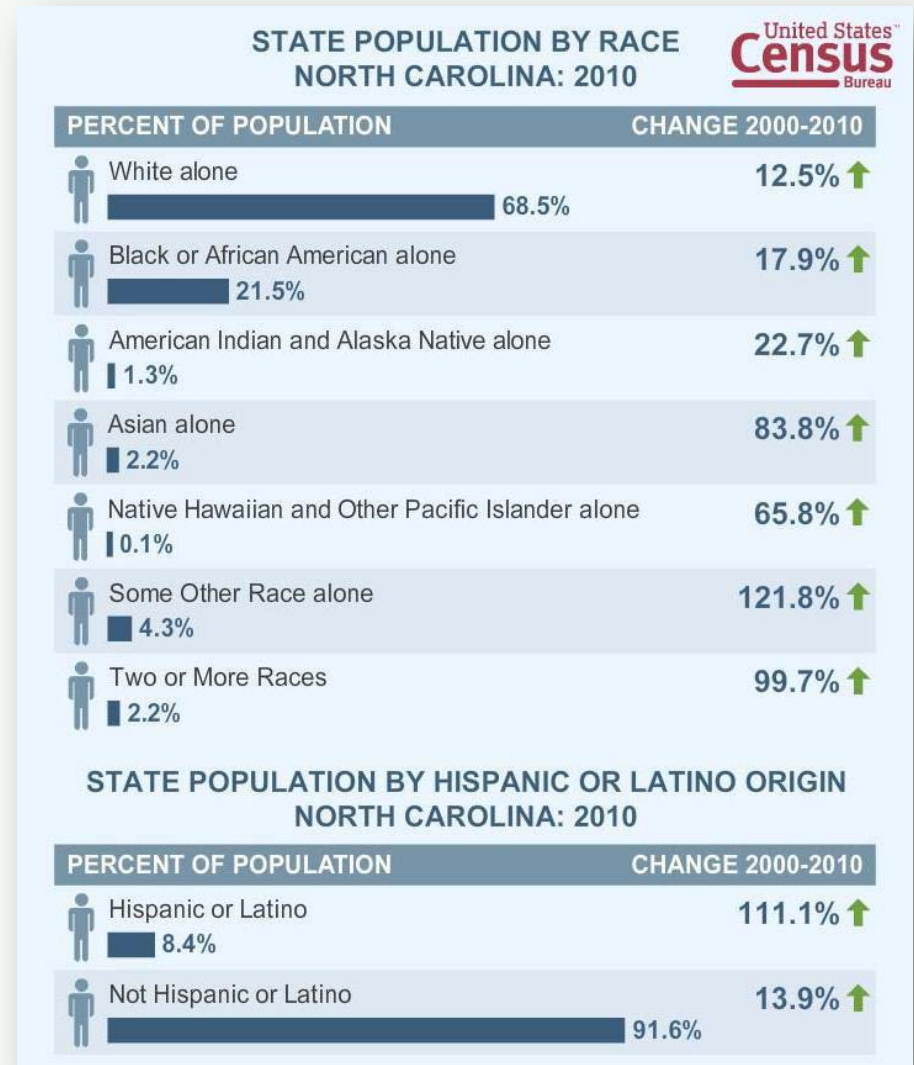 STATE POPULATION BY RACE
NORTH CAROLINA: 2010
United States™
Census
Bureau
PERCENT OF POPULATION CHANGE 2000-2010
White alone 12.5%
68.5%
Black or African American alone 17.9%
21.5%
American Indian and Alaska Native alone 22.7%
1.3%
Asian alone 83.8%
2.2%
Native Hawaiian and Other Pacific Islander alone 65.8%
0.1%
Some Other Race alone 121.8%
4.3%
Two or More Races 99.7%
2.2%
STATE POPULATION BY HISPANIC OR LATINO ORIGIN
NORTH CAROLINA: 2010
PERCENT OF POPULATION CHANGE 2000-2010
Hispanic or Latino 111.1%
8.4%
Not Hispanic or Latino 13.9%
91.6%